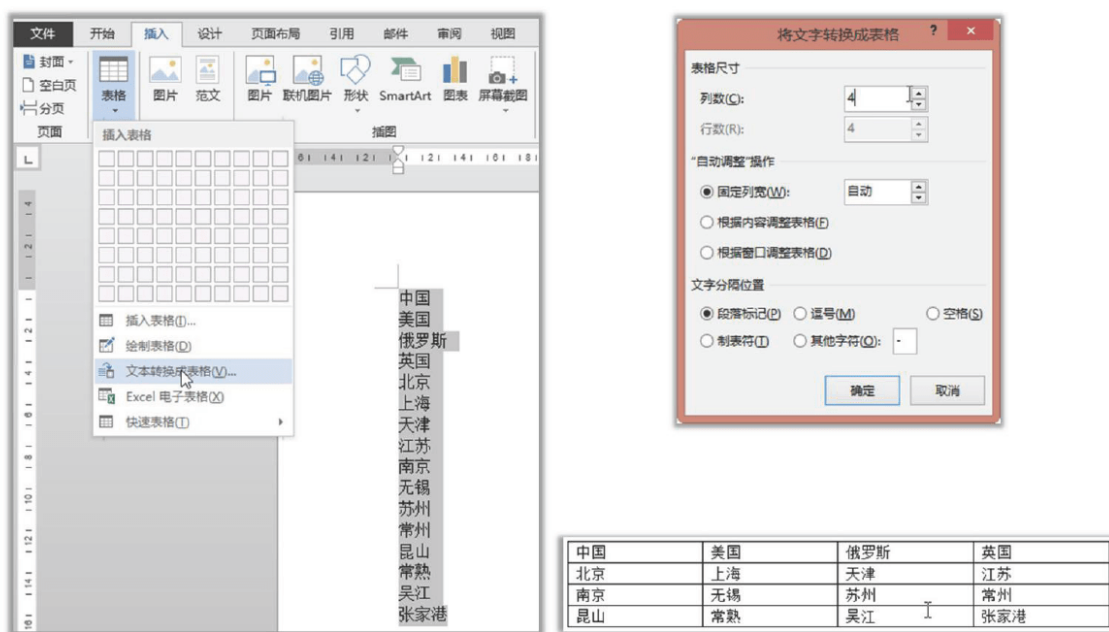 文件 开始 插入 设计 页面布局 引用 邮件 审阅 视图
封面
空白页
分页
表格 图片 范文 图片 联机图片 形状 SmartArt 图表 屏幕截图
页面 插图
插入表格
插入表格(I)...
绘制表格(D)
文本转换成表格(V)...
Excel 电子表格(X)
快速表格(T)
中国
美国
俄罗斯
英国
北京
上海
天津
江苏
南京
无锡
苏州
常州
昆山
常熟
吴江
张家港
将文字转换成表格 ?
表格尺寸
列数(C): 4
行数(R): 4
"自动调整"操作
固定列宽(W): 自动
根据内容调整表格(F)
根据窗口调整表格(D)
文字分隔位置
段落标记(P) 逗号(M) 空格(S)
制表符(T) 其他字符(O): -
确定 取消
中国 美国 俄罗斯 英国
北京 上海 天津 江苏
南京 无锡 苏州 常州
昆山 常熟 吴江 张家港